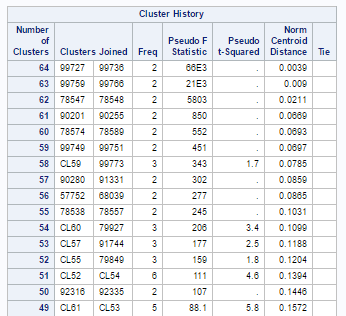 Cluster History
Number of Clusters Clusters Joined Freq Pseudo F Statistic Pseudo t-Squared Norm Centroid Distance Tie
64 99727 99736 2 66E3 . 0.0039
63 99759 99766 2 21E3 . 0.009
62 78547 78548 2 5803 . 0.0211
61 90201 90255 2 850 . 0.0669
60 78574 78589 2 552 . 0.0693
59 99749 99751 2 451 . 0.0697
58 CL59 99773 3 343 1.7 0.0785
57 90280 91331 2 302 . 0.0859
56 57752 68039 2 277 . 0.0865
55 78538 78557 2 245 . 0.1031
54 CL60 79927 3 206 3.4 0.1099
53 CL57 91744 3 177 2.5 0.1188
52 CL55 79849 3 159 1.8 0.1204
51 CL52 CL54 6 111 4.6 0.1394
50 92316 92335 2 107 . 0.1446
49 CL61 CL53 5 88.1 5.8 0.1572